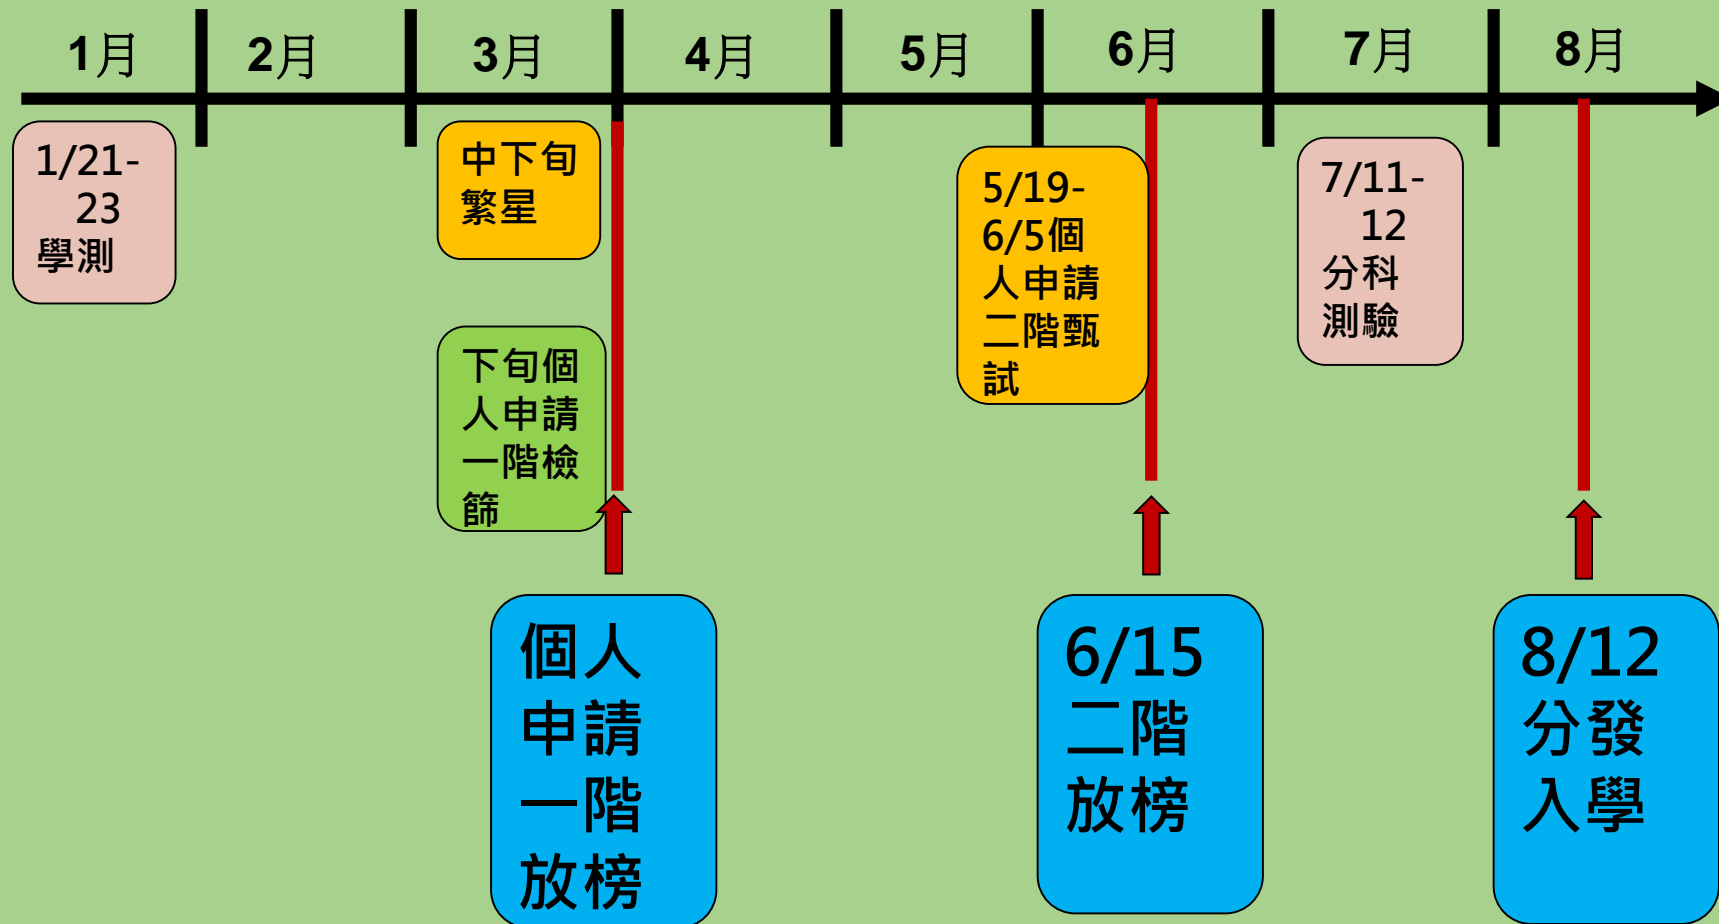 1月
2月
3月
4月
5月
6月
7月
8月
1/21-
23
學測
中下旬
繁星
下旬個
人申請
一階檢
篩
5/19-
6/5個
人申請
二階甄
試
7/11-
12
分科
測驗
個人
申請
一階
放榜
6/15
二階
放榜
8/12
分發
入學